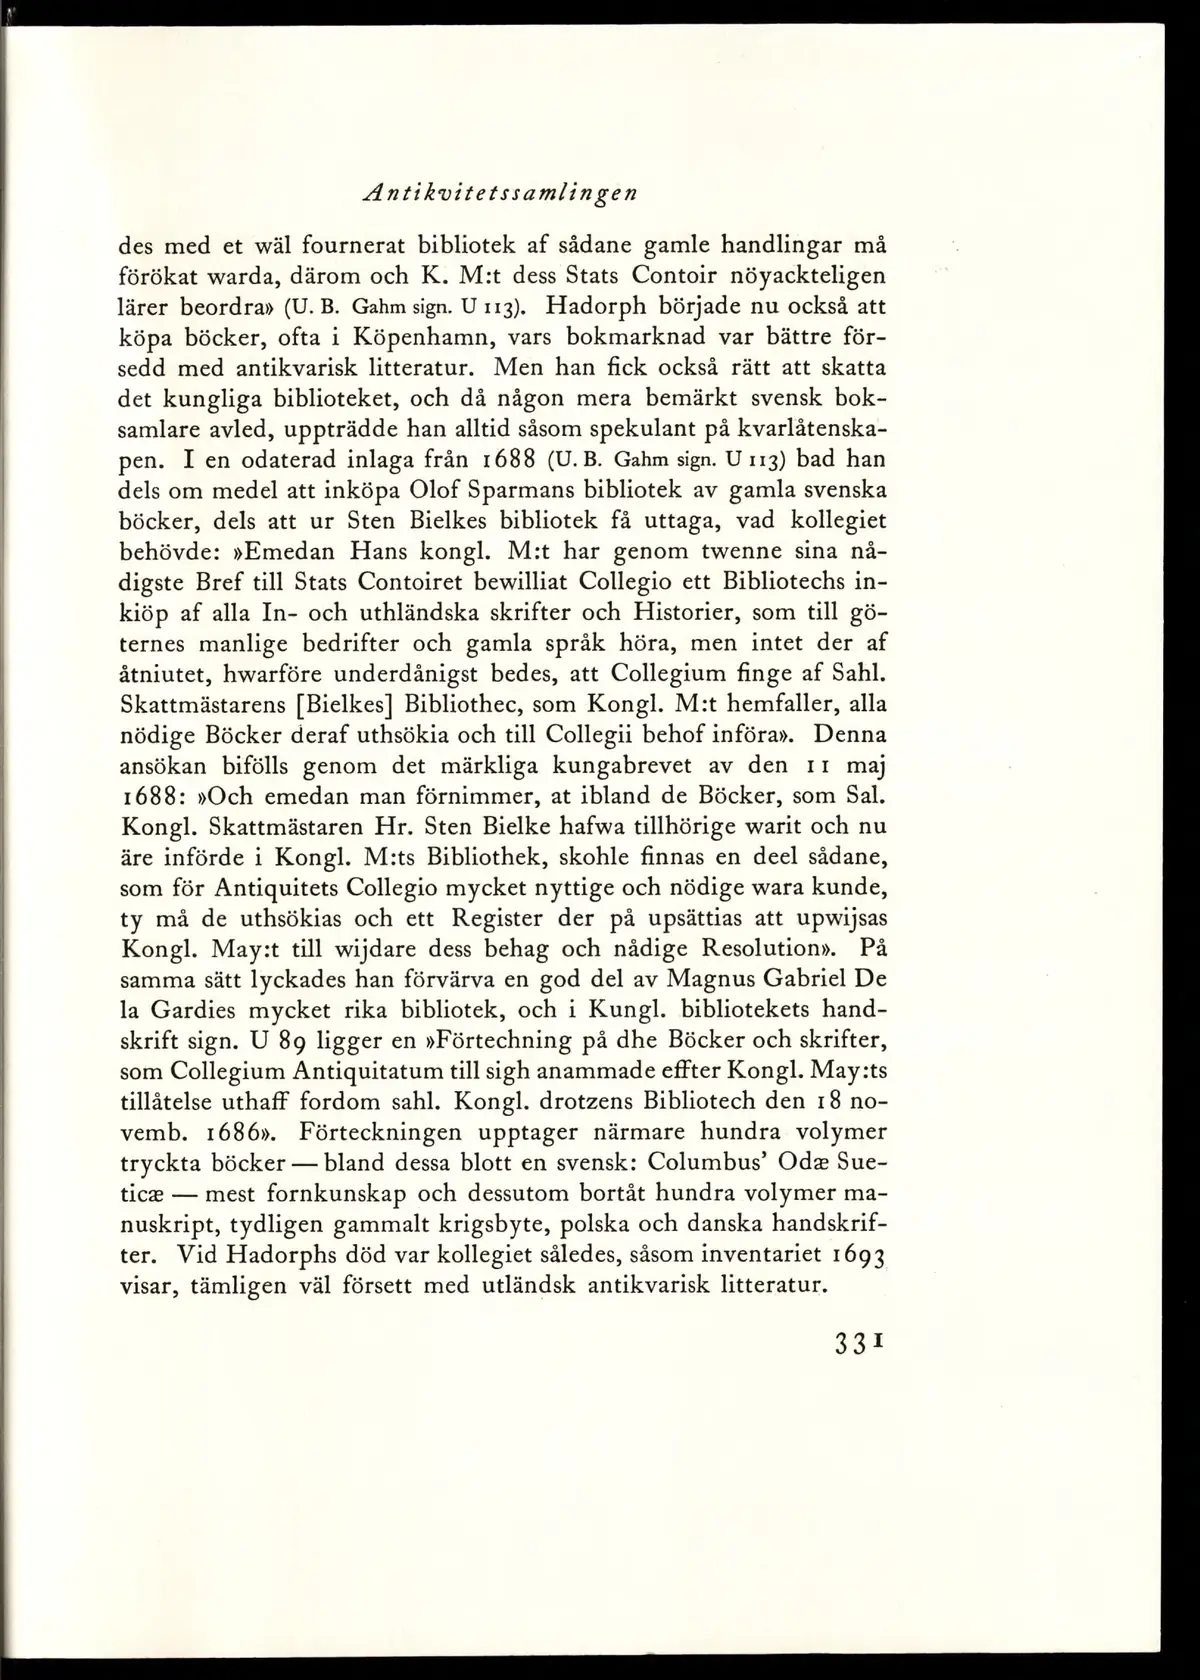 Antikvitetssamlingen
des med et wäl fournerat bibliotek af sådane gamle handlingar må
förökat warda, därom och K. M:t dess Stats Contoir nöyackteligen
lärer beordra» (U. B. Gahm sign. U 113). Hadorph började nu också att
köpa böcker, ofta i Köpenhamn, vars bokmarknad var bättre för-
sedd med antikvarisk litteratur. Men han fick också rätt att skatta
det kungliga biblioteket, och då någon mera bemärkt svensk bok-
samlare avled, uppträdde han alltid såsom spekulant på kvarlåtenska-
pen. I en odaterad inlaga från 1688 (U. B. Gahm sign. U 113) bad han
dels om medel att inköpa Olof Sparmans bibliotek av gamla svenska
böcker, dels att ur Sten Bielkes bibliotek få uttaga, vad kollegiet
behövde: »Emedan Hans kongl. M:t har genom twenne sina nå-
digste Bref till Stats Contoiret bewilliat Collegio ett Bibliotechs in-
kiöp af alla In- och uthländska skrifter och Historier, som till gö-
ternes manlige bedrifter och gamla språk höra, men intet der af
åtniutet, hwarföre underdånigst bedes, att Collegium finge af Sahl.
Skattmästarens [Bielkes] Bibliothec, som Kongl. M:t hemfaller, alla
nödige Böcker deraf uthsökia och till Collegii behof införa». Denna
ansökan bifölls genom det märkliga kungabrevet av den 11 maj
1688: »Och emedan man förnimmer, at ibland de Böcker, som Sal.
Kongl. Skattmästaren Hr. Sten Bielke hafwa tillhörige warit och nu
äre införde i Kongl. M:ts Bibliothek, skohle finnas en deel sådane,
som för Antiquitets Collegio mycket nyttige och nödige wara kunde,
ty må de uthsökias och ett Register der på upsättias att upwijsas
Kongl. May:t till wijdare dess behag och nådige Resolution». På
samma sätt lyckades han förvärva en god del av Magnus Gabriel De
la Gardies mycket rika bibliotek, och i Kungl. bibliotekets hand-
skrift sign. U 89 ligger en »Förtechning på dhe Böcker och skrifter,
som Collegium Antiquitatum till sigh anammade effter Kongl. May:ts
tillåtelse uthaff fordom sahl. Kongl. drotzens Bibliotech den 18 no-
vemb. 1686». Förteckningen upptager närmare hundra volymer
tryckta böcker — bland dessa blott en svensk: Columbus’ Odæ Sue-
ticæ — mest fornkunskap och dessutom bortåt hundra volymer ma-
nuskript, tydligen gammalt krigsbyte, polska och danska handskrif-
ter. Vid Hadorphs död var kollegiet således, såsom inventariet 1693
visar, tämligen väl försett med utländsk antikvarisk litteratur.
331